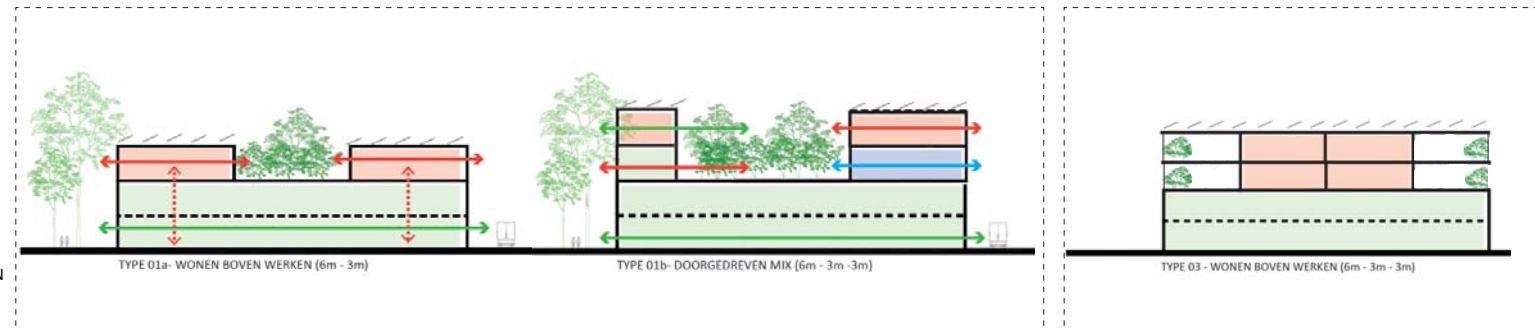 TYPE 01a- WONEN BOVEN WERKEN (6m - 3m)
TYPE 01b- DOORGEDREVEN MIX (6m - 3m -3m)
TYPE 03 - WONEN BOVEN WERKEN (6m - 3m - 3m)
N